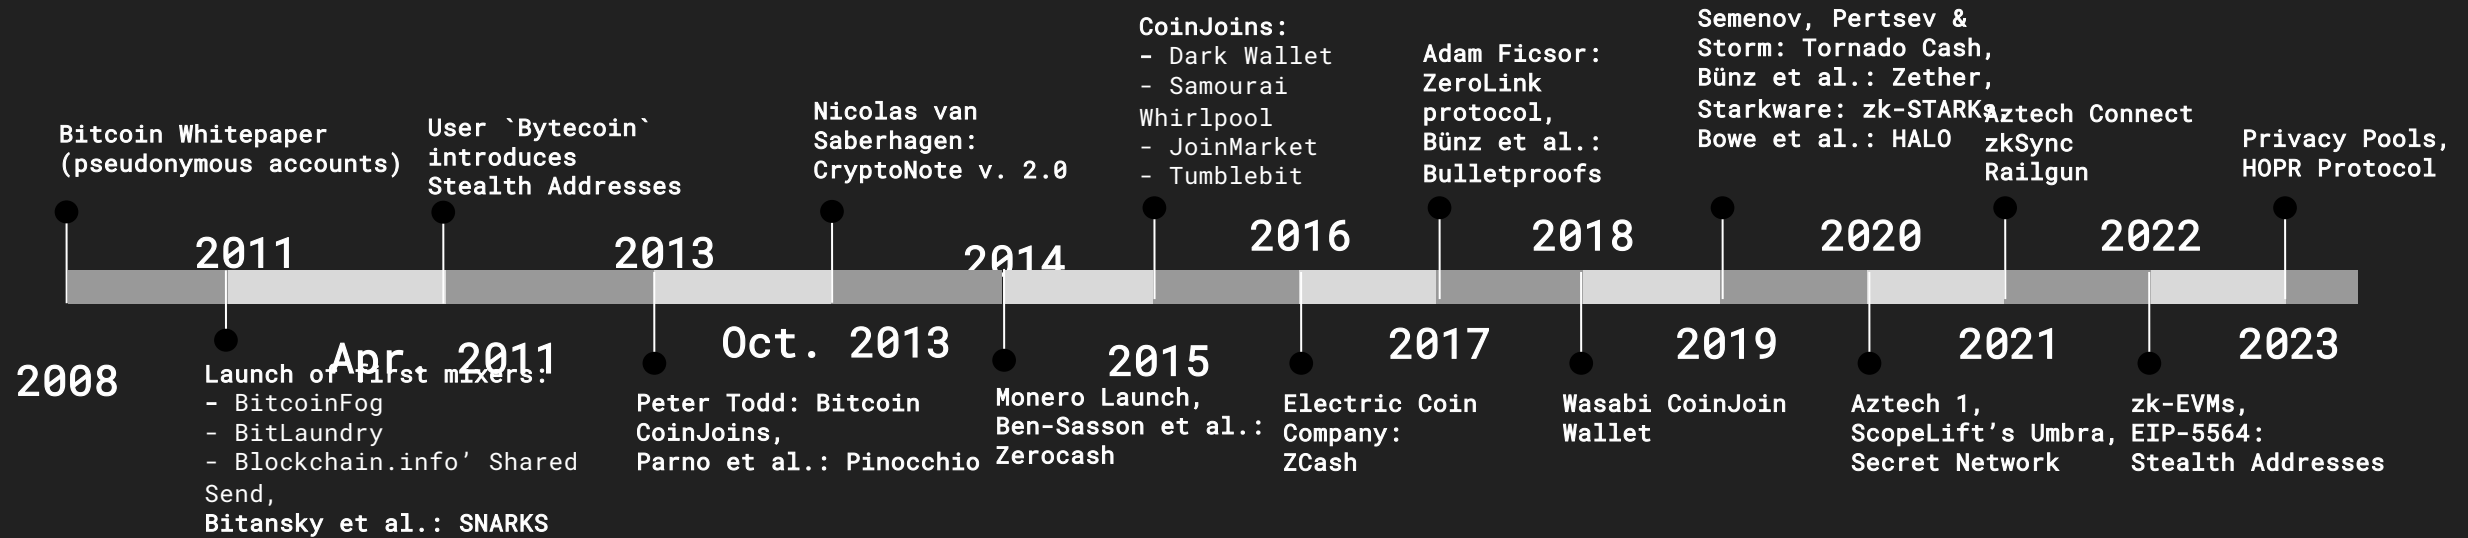 Bitcoin Whitepaper
(pseudonymous accounts)
2008
2011
Launch of first mixers:
- BitcoinFog
- BitLaundry
- Blockchain.info’ Shared
Send,
Bitansky et al.: SNARKS
User `Bytecoin`
introduces
Stealth Addresses
Apr. 2011
2013
Peter Todd: Bitcoin
CoinJoins,
Parno et al.: Pinocchio
Nicolas van
Saberhagen:
CryptoNote v. 2.0
Oct. 2013
2014
Monero Launch,
Ben-Sasson et al.:
Zerocash
CoinJoins:
- Dark Wallet
- Samourai
Whirlpool
- JoinMarket
- Tumblebit
2015
2016
Electric Coin
Company:
ZCash
Adam Ficsor:
ZeroLink
protocol,
Bünz et al.:
Bulletproofs
2017
2018
Wasabi CoinJoin
Wallet
Semenov, Pertsev &
Storm: Tornado Cash,
Bünz et al.: Zether,
Starkware: zk-STARKs,
Bowe et al.: HALO
2019
2020
Aztech 1,
ScopeLift’s Umbra,
Secret Network
Aztech Connect
zkSync
Railgun
2021
2022
zk-EVMs,
EIP-5564:
Stealth Addresses
Privacy Pools,
HOPR Protocol
2023